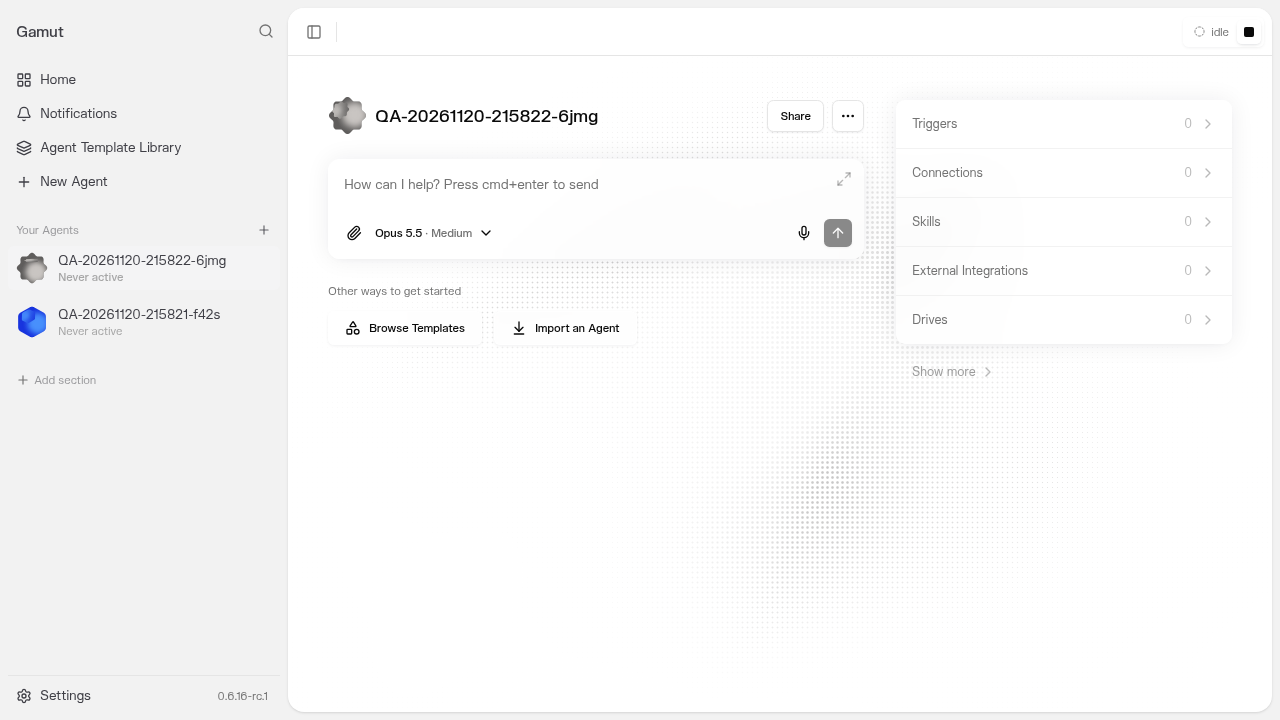 Gamut
Home
Notifications
Agent Template Library
New Agent
Your Agents
QA-20261120-215822-6jmg
Never active
QA-20261120-215821-f42s
Never active
Add section
Settings
0.6.16-rc.1
idle
QA-20261120-215822-6jmg
Share
How can I help? Press cmd+enter to send
Opus 5.5 · Medium
Other ways to get started
Browse Templates
Import an Agent
Triggers 0
Connections 0
Skills 0
External Integrations 0
Drives 0
Show more